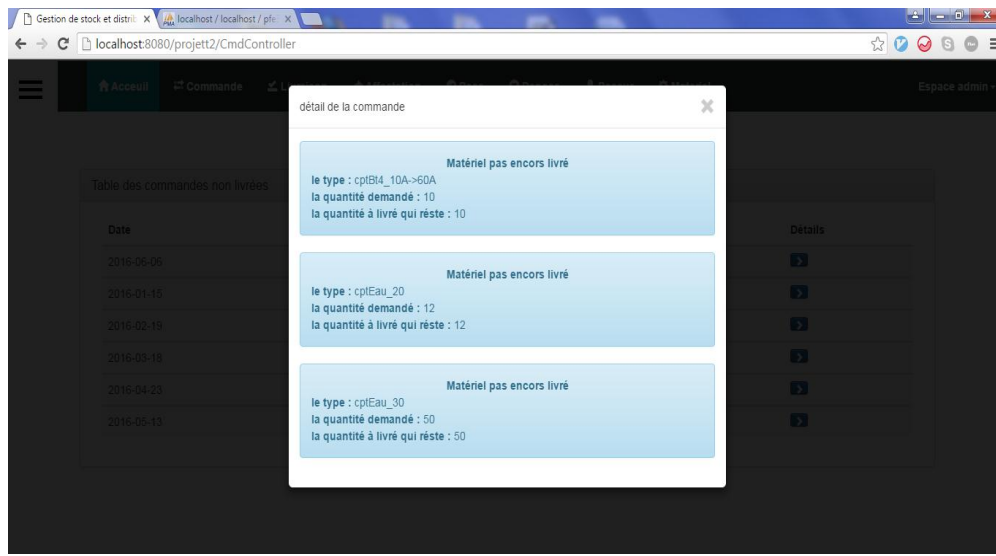 Gestion de stock et distrib
localhost / localhost / pfe
localhost:8080/projett2/CmdController
Acceuil
Commande
Espace admin
détail de la commande
Matériel pas encors livré
le type : cptBt4_10A->60A
la quantité demandé : 10
la quantité à livré qui réste : 10
Matériel pas encors livré
le type : cptEau_20
la quantité demandé : 12
la quantité à livré qui réste : 12
Matériel pas encors livré
le type : cptEau_30
la quantité demandé : 50
la quantité à livré qui réste : 50
Table des commandes non livrées
Date
Détails
2016-06-06
2016-01-15
2016-02-19
2016-03-18
2016-04-23
2016-05-13